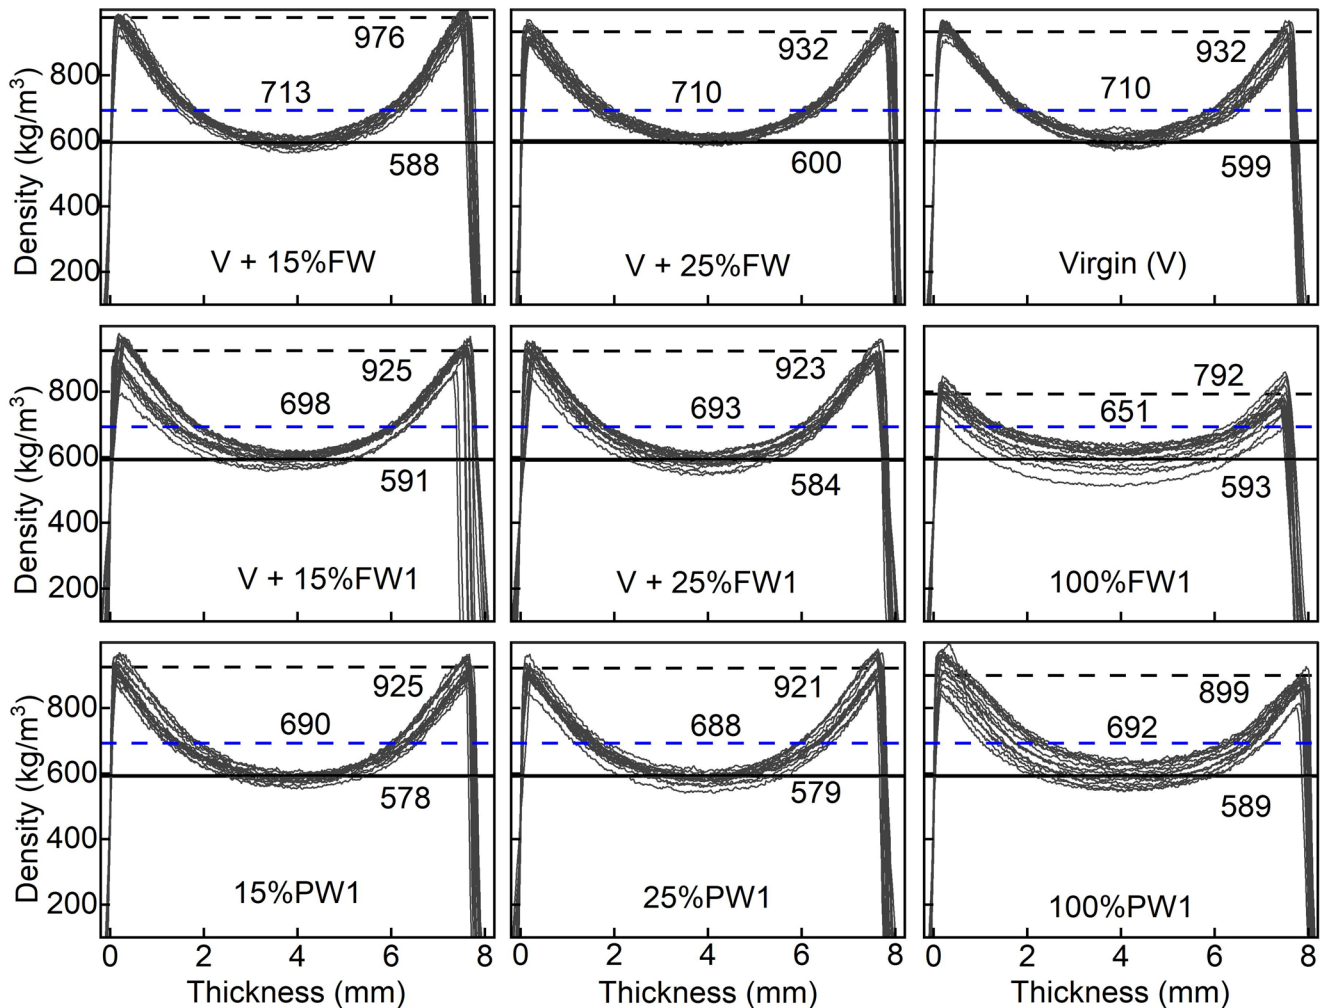 976
713
588
V + 15%FW
Density (kg/m³)
800
600
400
200
932
710
600
V + 25%FW
932
710
599
Virgin (V)
925
698
591
V + 15%FW1
Density (kg/m³)
800
600
400
200
923
693
584
V + 25%FW1
792
651
593
100%FW1
925
690
578
15%PW1
Density (kg/m³)
800
600
400
200
0 2 4 6 8
Thickness (mm)
921
688
579
25%PW1
0 2 4 6 8
Thickness (mm)
899
692
589
100%PW1
0 2 4 6 8
Thickness (mm)